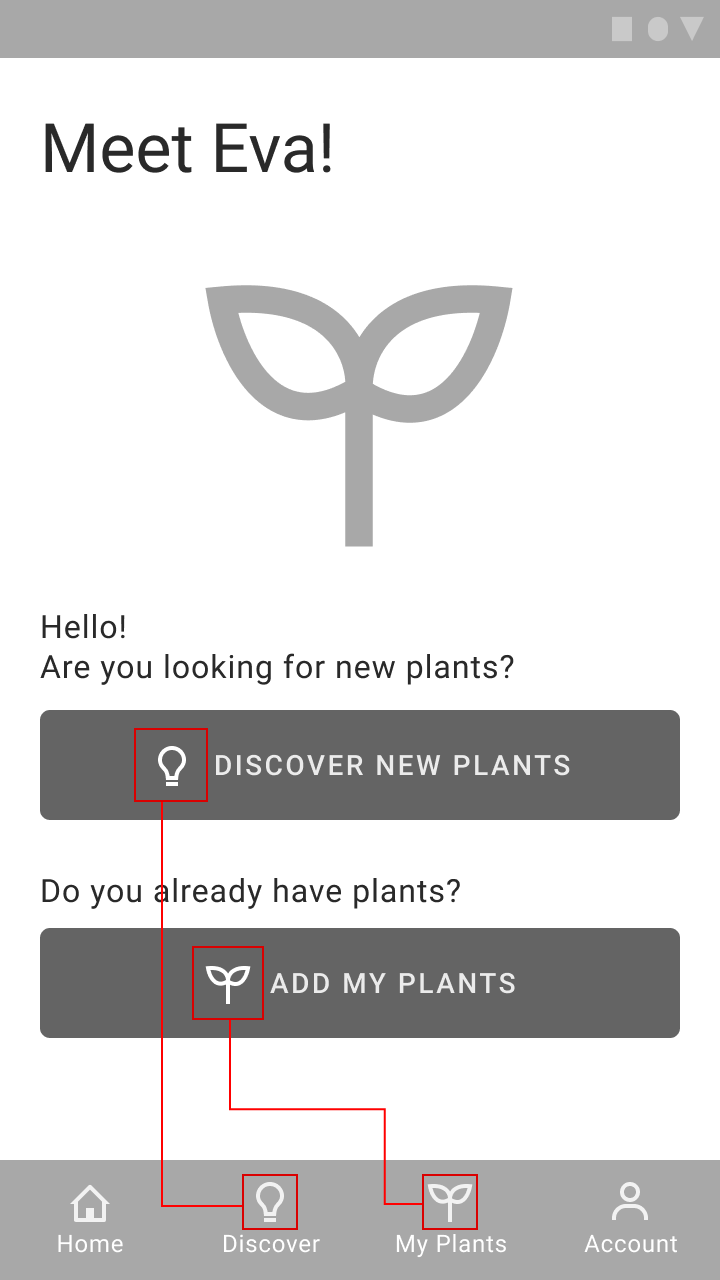 Meet Eva!
Hello!
Are you looking for new plants?
DISCOVER NEW PLANTS
Do you already have plants?
ADD MY PLANTS
Home
Discover
My Plants
Account